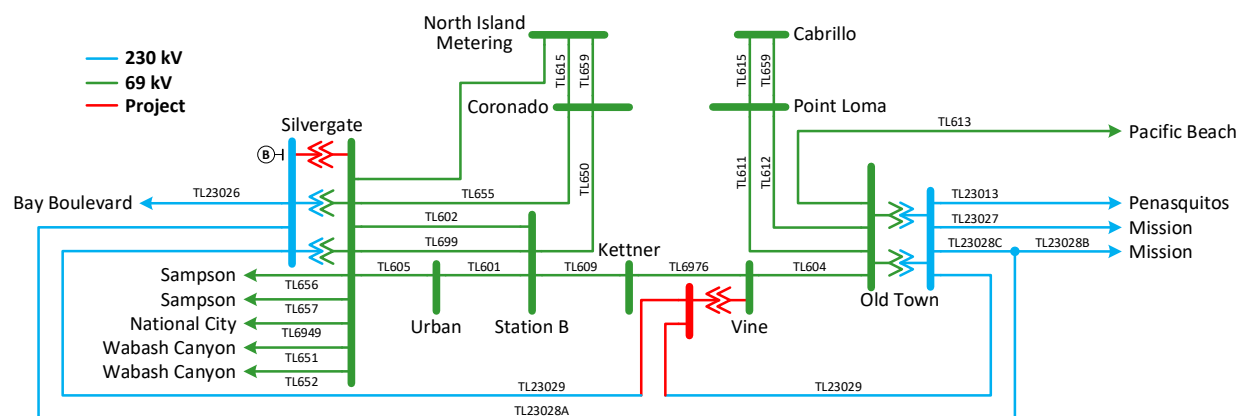 North Island
Metering
Cabrillo
230 kV
69 kV
Project
TL615
TL659
TL615
TL659
Coronado
Point Loma
Silvergate
TL613
Pacific Beach
B
TL650
TL611
TL612
TL23026
Bay Boulevard
TL655
TL23013
Penasquitos
TL602
TL23027
Mission
TL699
Kettner
TL23028C
TL23028B
Mission
Sampson
TL656
TL605
TL601
TL609
TL6976
TL604
Old Town
Sampson
TL657
National City
TL6949
Urban
Station B
Vine
Wabash Canyon
TL651
Wabash Canyon
TL652
TL23029
TL23029
TL23028A